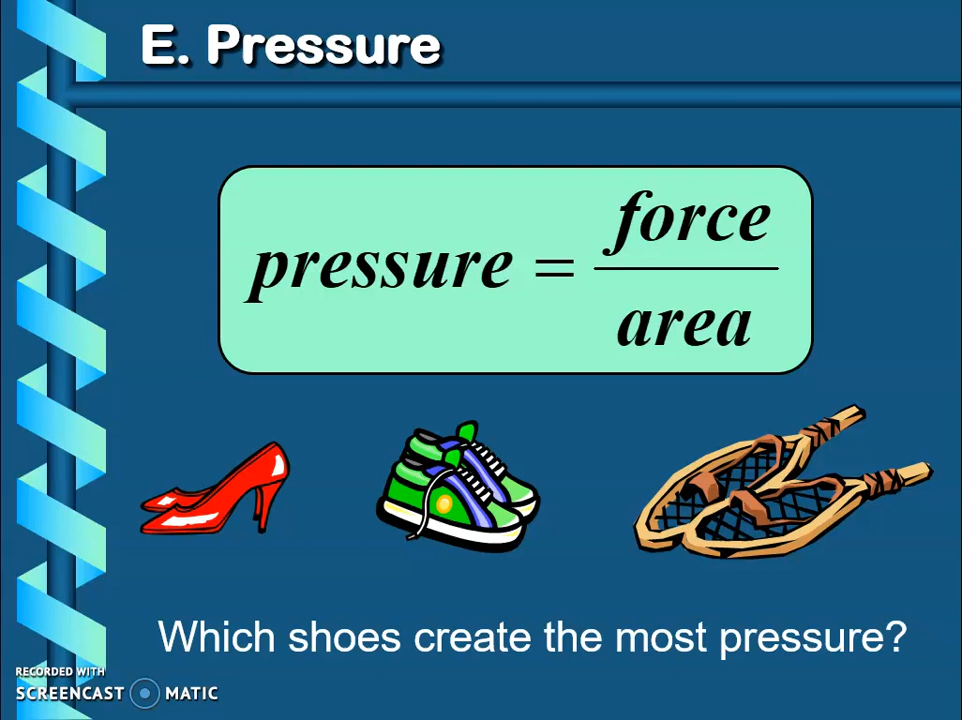 E. Pressure
pressure = force / area
Which shoes create the most pressure?
RECORDED WITH
SCREENCAST MATIC